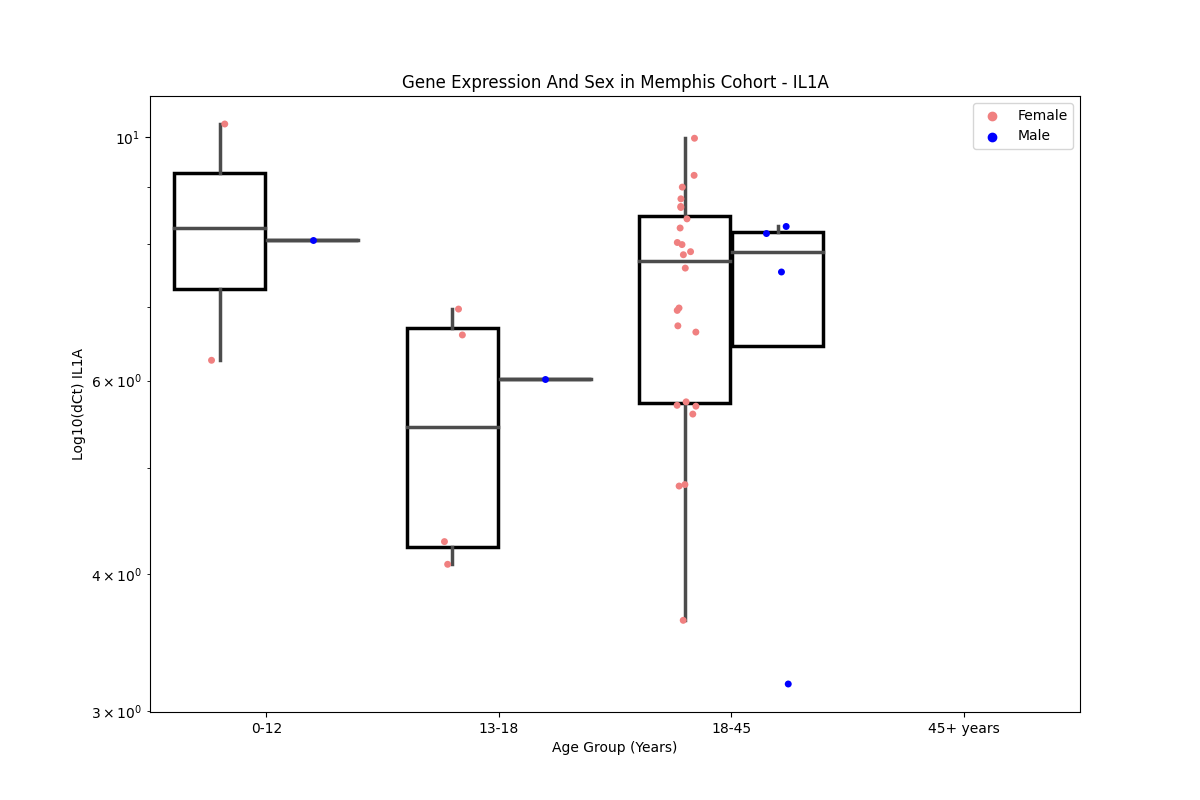 Gene Expression And Sex in Memphis Cohort - IL1A
Female
Male
10¹
6 × 10⁰
4 × 10⁰
3 × 10⁰
Log10(dCt) IL1A
0-12
13-18
18-45
45+ years
Age Group (Years)